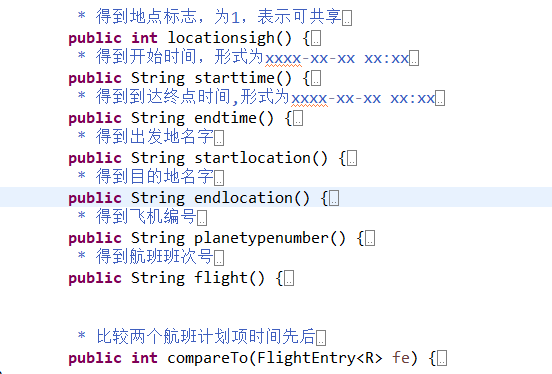 * 得到地点标志，为1，表示可共享
public int locationsigh() {
* 得到开始时间，形式为xxxx-xx-xx xx:xx
public String starttime() {
* 得到到达终点时间,形式为xxxx-xx-xx xx:xx
public String endtime() {
* 得到出发地名字
public String startlocation() {
* 得到目的地名字
public String endlocation() {
* 得到飞机编号
public String planetypenumber() {
* 得到航班班次号
public String flight() {
* 比较两个航班计划项时间先后
public int compareTo(FlightEntry<R> fe) {